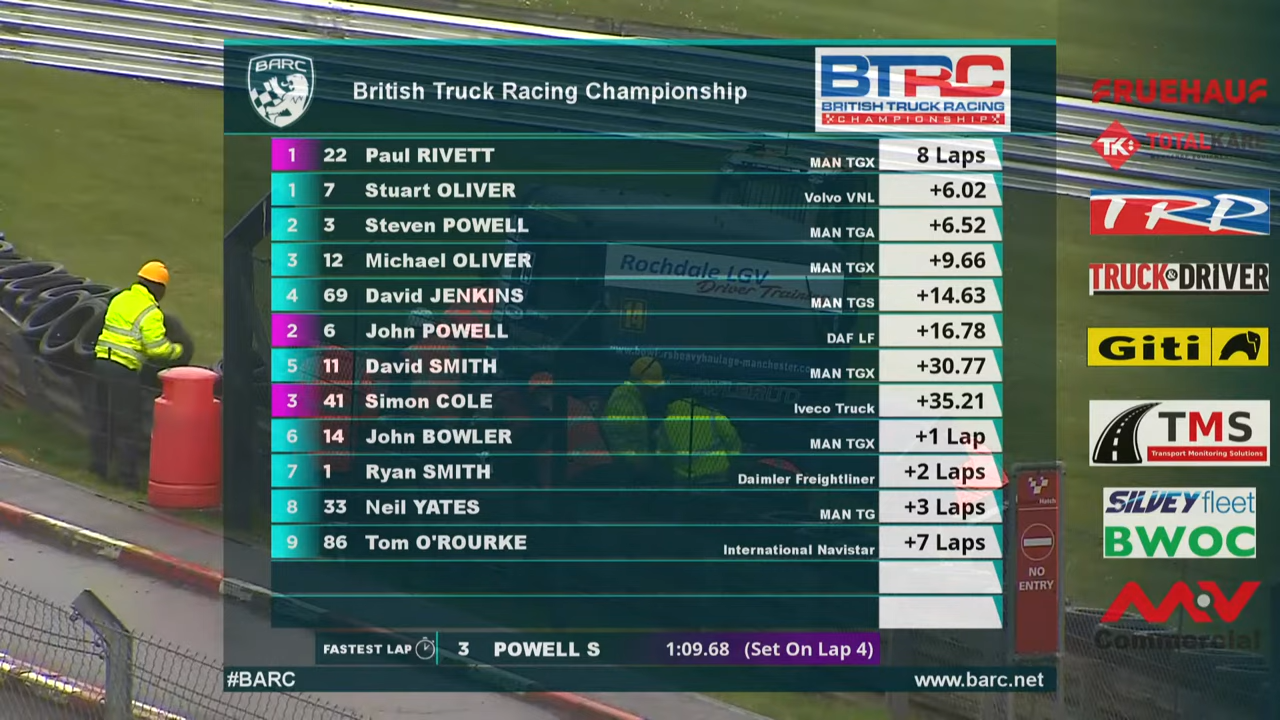 BARC
British Truck Racing Championship
BTRC
BRITISH TRUCK RACING
CHAMPIONSHIP
1 22 Paul RIVETT MAN TGX 8 Laps
1 7 Stuart OLIVER Volvo VNL +6.02
2 3 Steven POWELL MAN TGA +6.52
3 12 Michael OLIVER MAN TGX +9.66
4 69 David JENKINS MAN TGS +14.63
2 6 John POWELL DAF LF +16.78
5 11 David SMITH MAN TGX +30.77
3 41 Simon COLE Iveco Truck +35.21
6 14 John BOWLER MAN TGX +1 Lap
7 1 Ryan SMITH Daimler Freightliner +2 Laps
8 33 Neil YATES MAN TG +3 Laps
9 86 Tom O'ROURKE International Navistar +7 Laps
FASTEST LAP 3 POWELL S 1:09.68 (Set On Lap 4)
#BARC www.barc.net
FRUEHAUF
TK: TOTALKARE
TRP
TRUCK & DRIVER
Giti
TMS
Transport Monitoring Solutions
SILVEY fleet
BWOC
MV
Commercial
Rochdale LGV
Driver Train
14
Hatch
NO
ENTRY